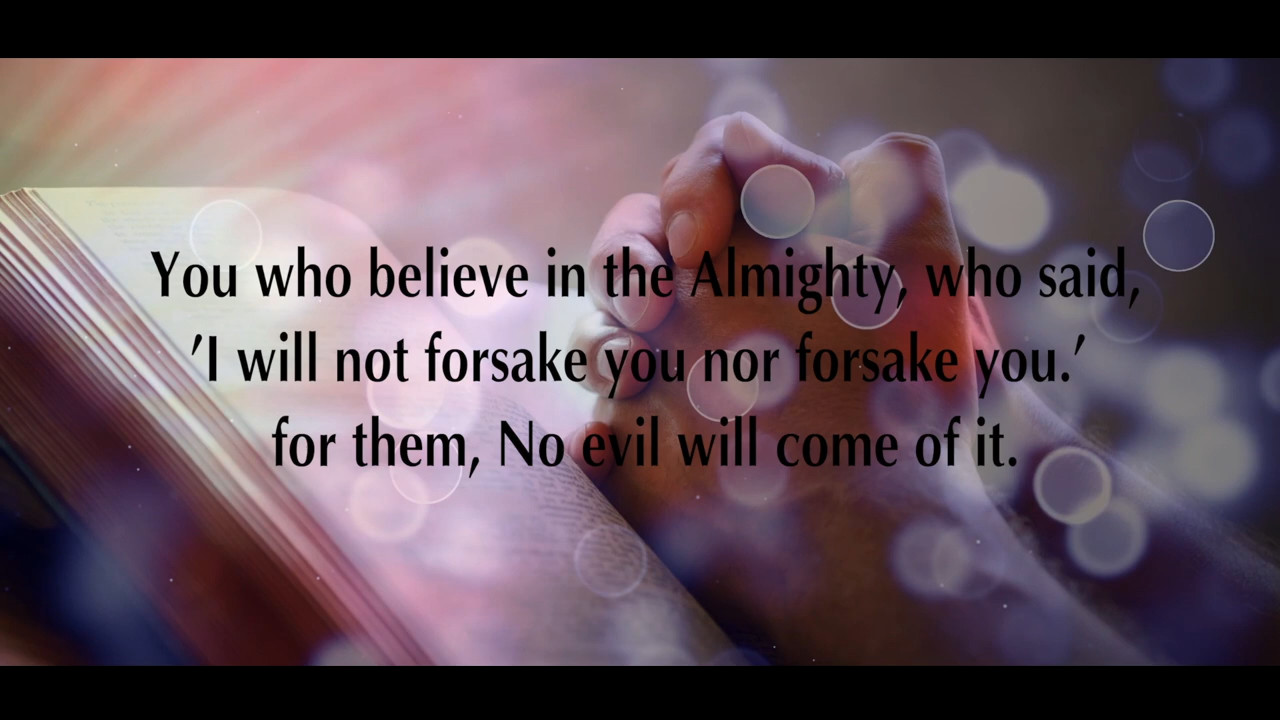 You who believe in the Almighty, who said,
'I will not forsake you nor forsake you.'
for them, No evil will come of it.